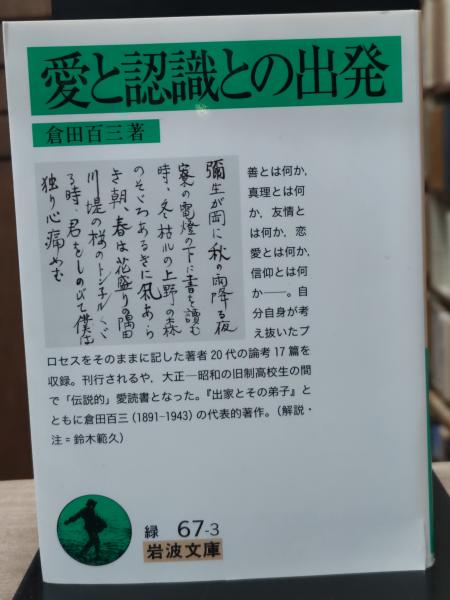 愛と認識との出発
倉田百三著
彌生が岡に秋の雨降る夜
寮の電燈の下に書を読む
時、冬枯れの上野の森
のそゞろあるきに風あらき
朝、春は花盛りの隅田
川堤の桜のトンネルくゞ
る時、君をしのびて僕は
独り心痛めむ
善とは何か、
真理とは何
か、友情と
は何か、恋
愛とは何か、
信仰とは何
か――。自
分自身が考
え抜いたプ
ロセスをそのままに記した著者20代の論考17篇を
収録。刊行されるや、大正―昭和の旧制高校生の間
で「伝説的」愛読書となった。『出家とその弟子』と
ともに倉田百三(1891-1943)の代表的著作。(解説・
注=鈴木範久)
緑 67-3
岩波文庫